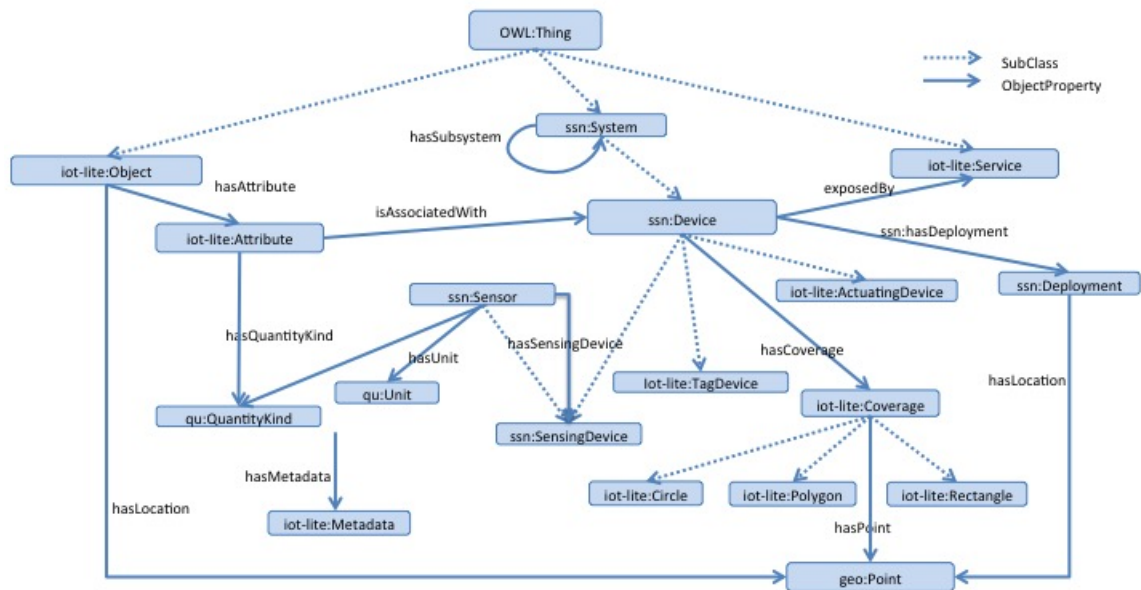 OWL:Thing
SubClass
ObjectProperty
ssn:System
hasSubsystem
iot-lite:Object
iot-lite:Service
hasAttribute
exposedBy
isAssociatedWith
ssn:Device
iot-lite:Attribute
ssn:hasDeployment
ssn:Sensor
iot-lite:ActuatingDevice
ssn:Deployment
hasQuantityKind
hasUnit
hasSensingDevice
hasCoverage
hasLocation
qu:Unit
Iot-lite:TagDevice
qu:QuantityKind
iot-lite:Coverage
ssn:SensingDevice
hasMetadata
iot-lite:Circle
iot-lite:Polygon
iot-lite:Rectangle
hasLocation
iot-lite:Metadata
hasPoint
geo:Point